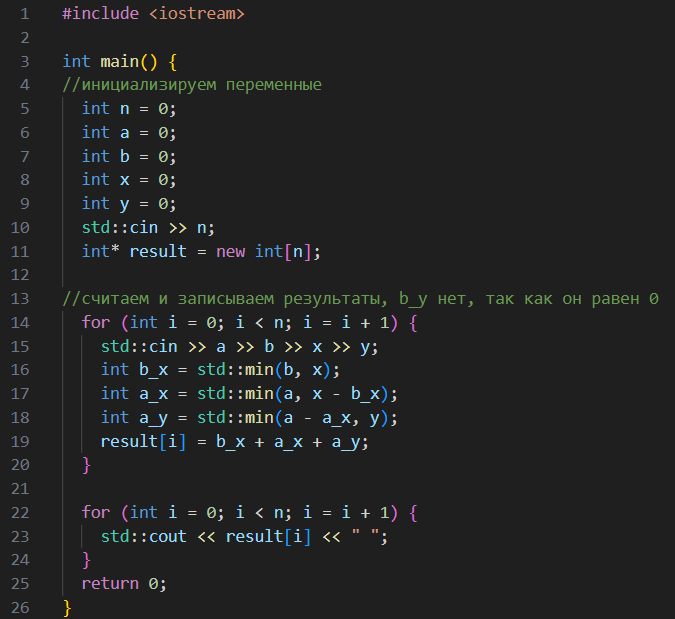 1 #include <iostream>
2
3 int main() {
4 //инициализируем переменные
5 int n = 0;
6 int a = 0;
7 int b = 0;
8 int x = 0;
9 int y = 0;
10 std::cin >> n;
11 int* result = new int[n];
12
13 //считаем и записываем результаты, b_y нет, так как он равен 0
14 for (int i = 0; i < n; i = i + 1) {
15 std::cin >> a >> b >> x >> y;
16 int b_x = std::min(b, x);
17 int a_x = std::min(a, x - b_x);
18 int a_y = std::min(a - a_x, y);
19 result[i] = b_x + a_x + a_y;
20 }
21
22 for (int i = 0; i < n; i = i + 1) {
23 std::cout << result[i] << " ";
24 }
25 return 0;
26 }